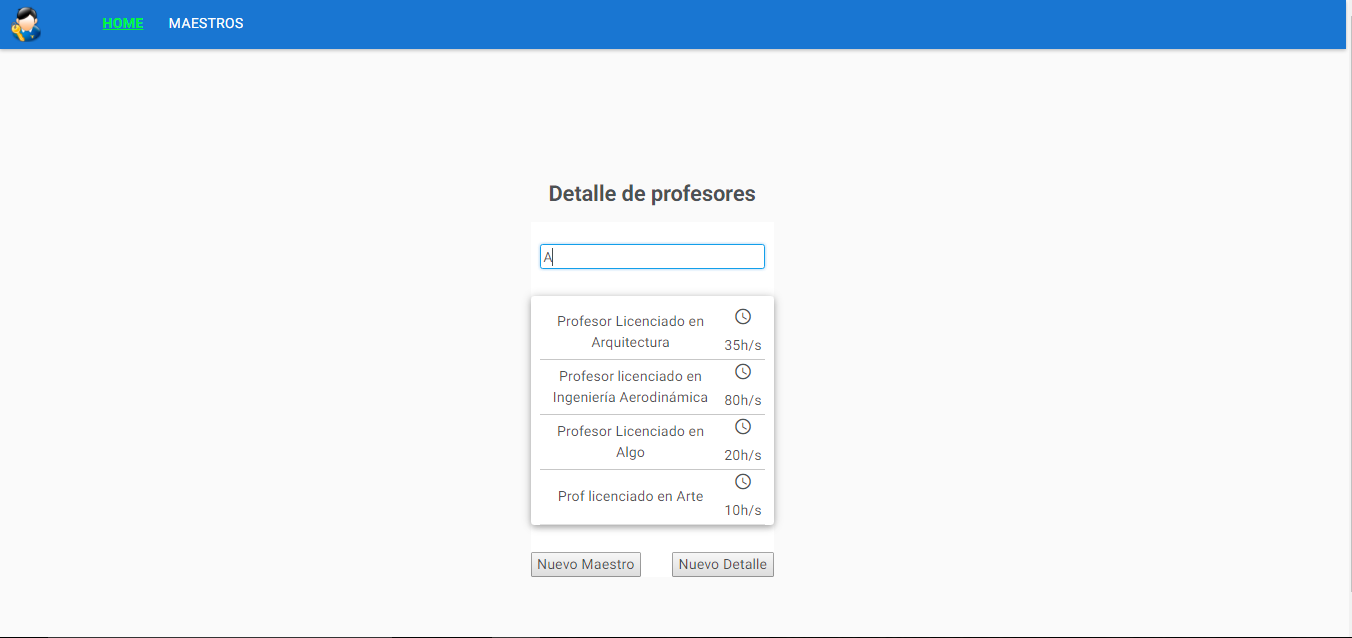 HOME MAESTROS
Detalle de profesores
A
Profesor Licenciado en
Arquitectura
35h/s
Profesor licenciado en
Ingeniería Aerodinámica
80h/s
Profesor Licenciado en
Algo
20h/s
Prof licenciado en Arte
10h/s
Nuevo Maestro Nuevo Detalle